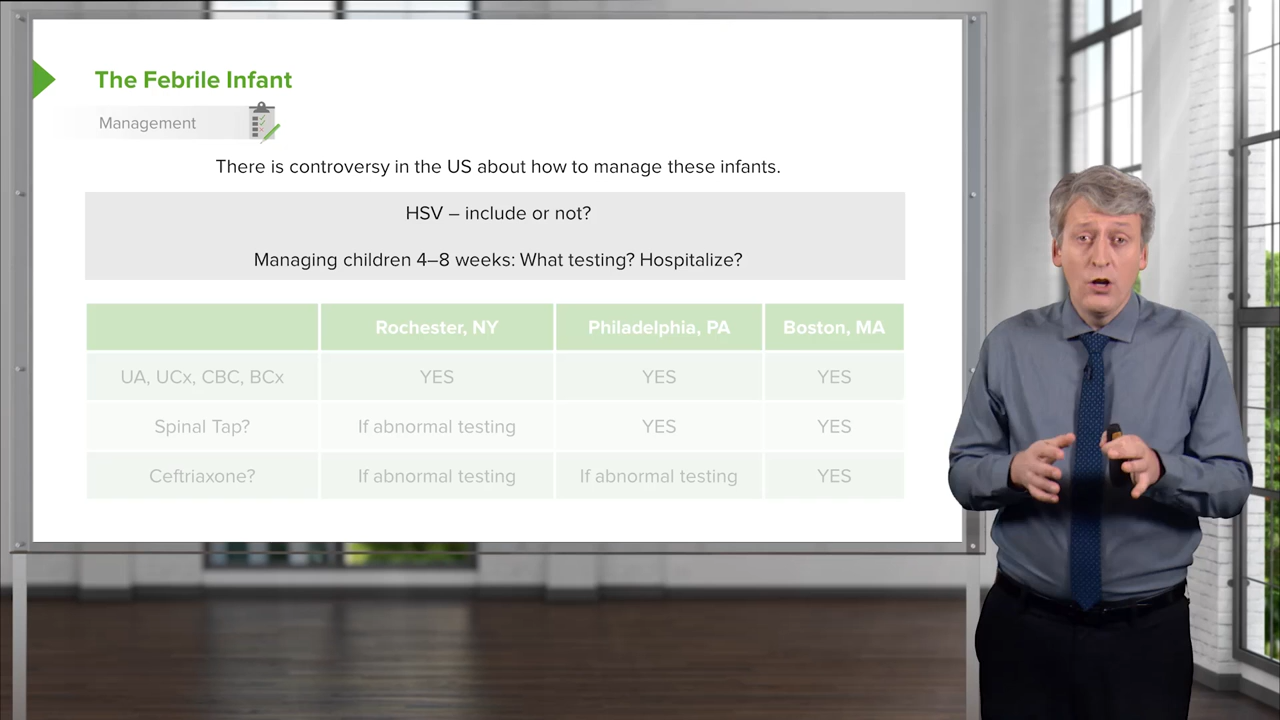 The Febrile Infant
Management
There is controversy in the US about how to manage these infants.
HSV – include or not?
Managing children 4–8 weeks: What testing? Hospitalize?
Rochester, NY Philadelphia, PA Boston, MA
UA, UCx, CBC, BCx YES YES YES
Spinal Tap? If abnormal testing YES YES
Ceftriaxone? If abnormal testing If abnormal testing YES